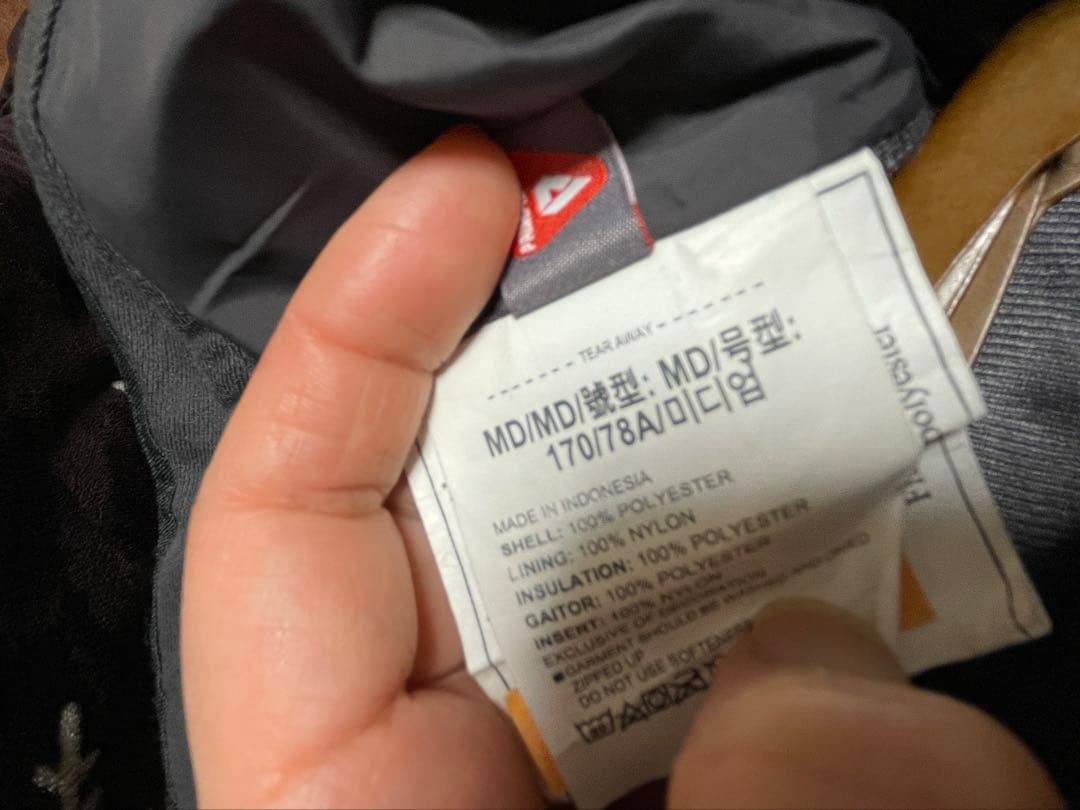 TEAR AWAY
MD/MD/號型: MD/号型:
170/78A/미디엄
MADE IN INDONESIA
SHELL: 100% POLYESTER
LINING: 100% NYLON
INSULATION: 100% POLYESTER
GAITOR: 100% POLYESTER
INSERT: 100% NYLON
EXCLUSIVE OF DECORATION
■GARMENT SHOULD BE WASHED AND DRIED
ZIPPED UP
DO NOT USE SOFTENERS
polyester